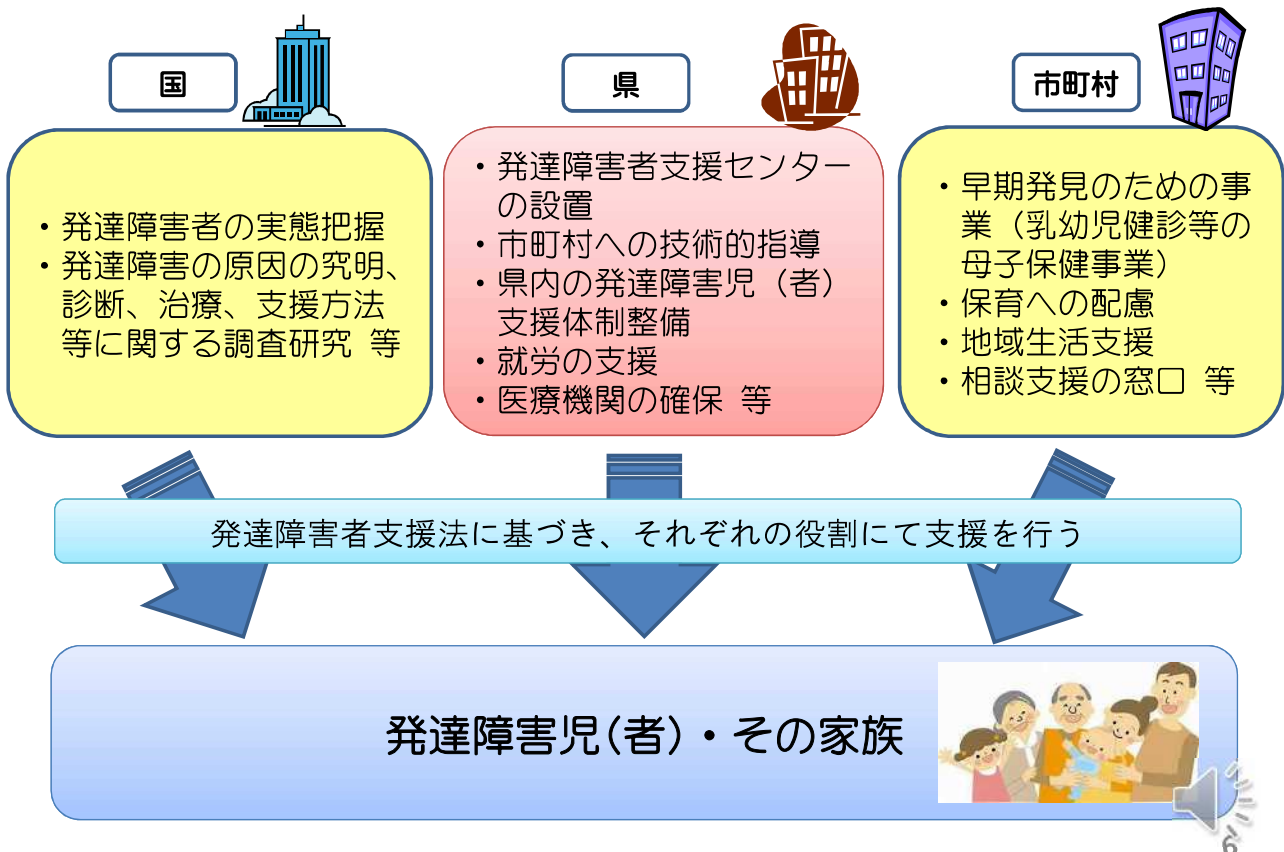 国
・発達障害者の実態把握
・発達障害の原因の究明、
診断、治療、支援方法
等に関する調査研究 等
県
・発達障害者支援センター
の設置
・市町村への技術的指導
・県内の発達障害児（者）
支援体制整備
・就労の支援
・医療機関の確保 等
市町村
・早期発見のための事
業（乳幼児健診等の
母子保健事業）
・保育への配慮
・地域生活支援
・相談支援の窓口 等
発達障害者支援法に基づき、それぞれの役割にて支援を行う
発達障害児(者)・その家族